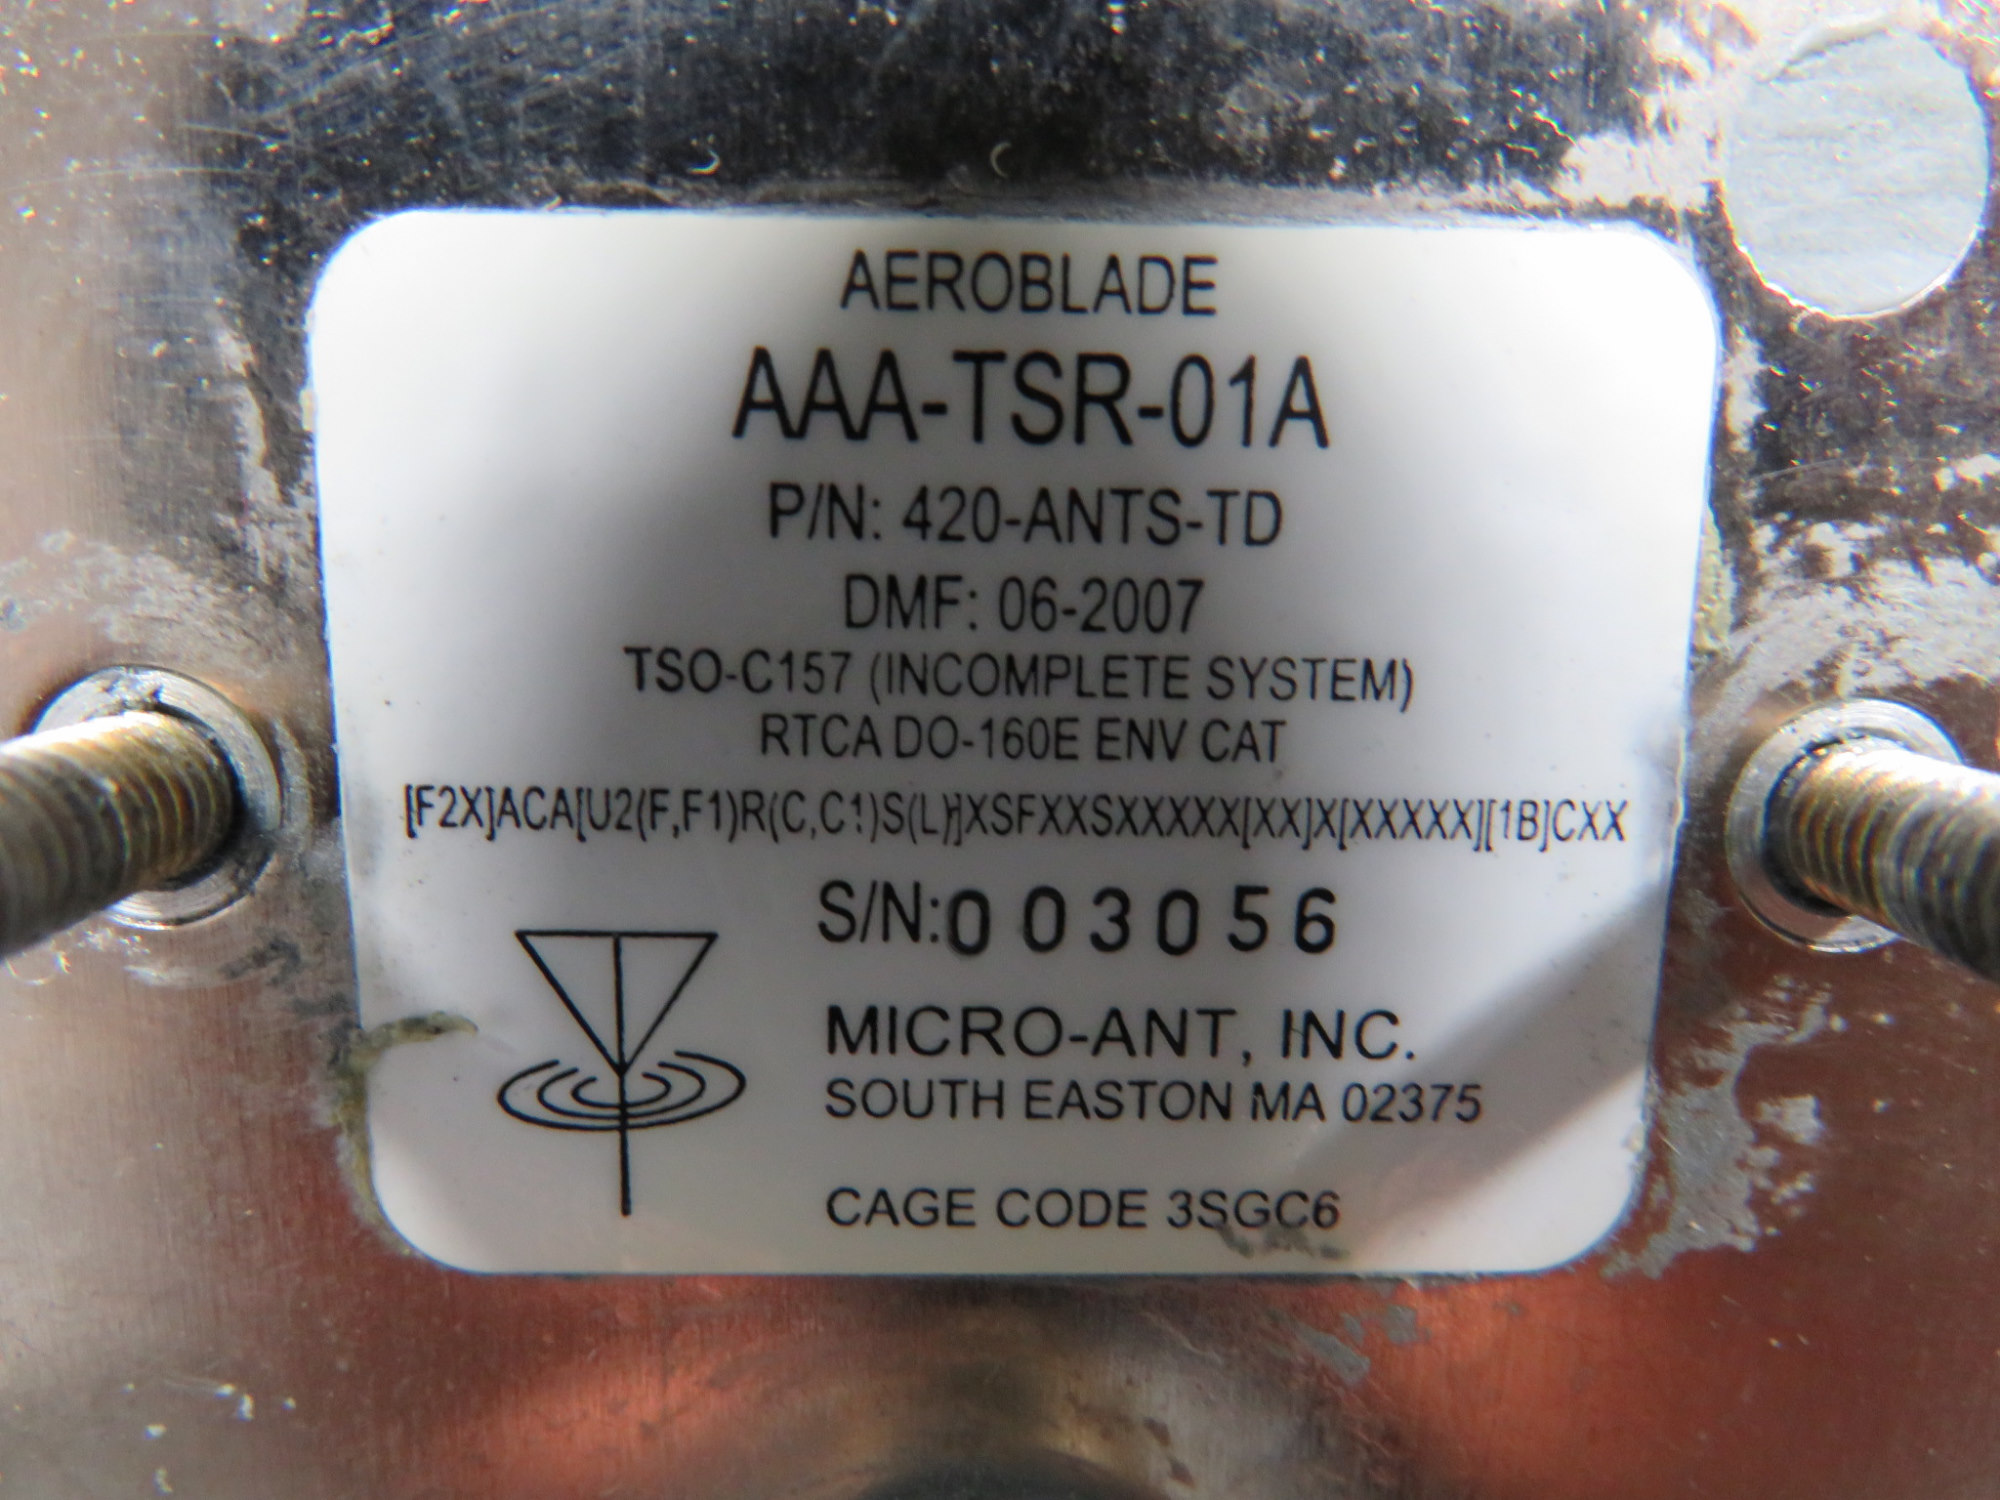 AEROBLADE
AAA-TSR-01A
P/N: 420-ANTS-TD
DMF: 06-2007
TSO-C157 (INCOMPLETE SYSTEM)
RTCA DO-160E ENV CAT
[F2X]ACA[U2(F,F1)R(C,C1)S(L)]XSFXXSXXXXX[XX]X[XXXXX][1B]CXX
S/N:003056
MICRO-ANT, INC.
SOUTH EASTON MA 02375
CAGE CODE 3SGC6